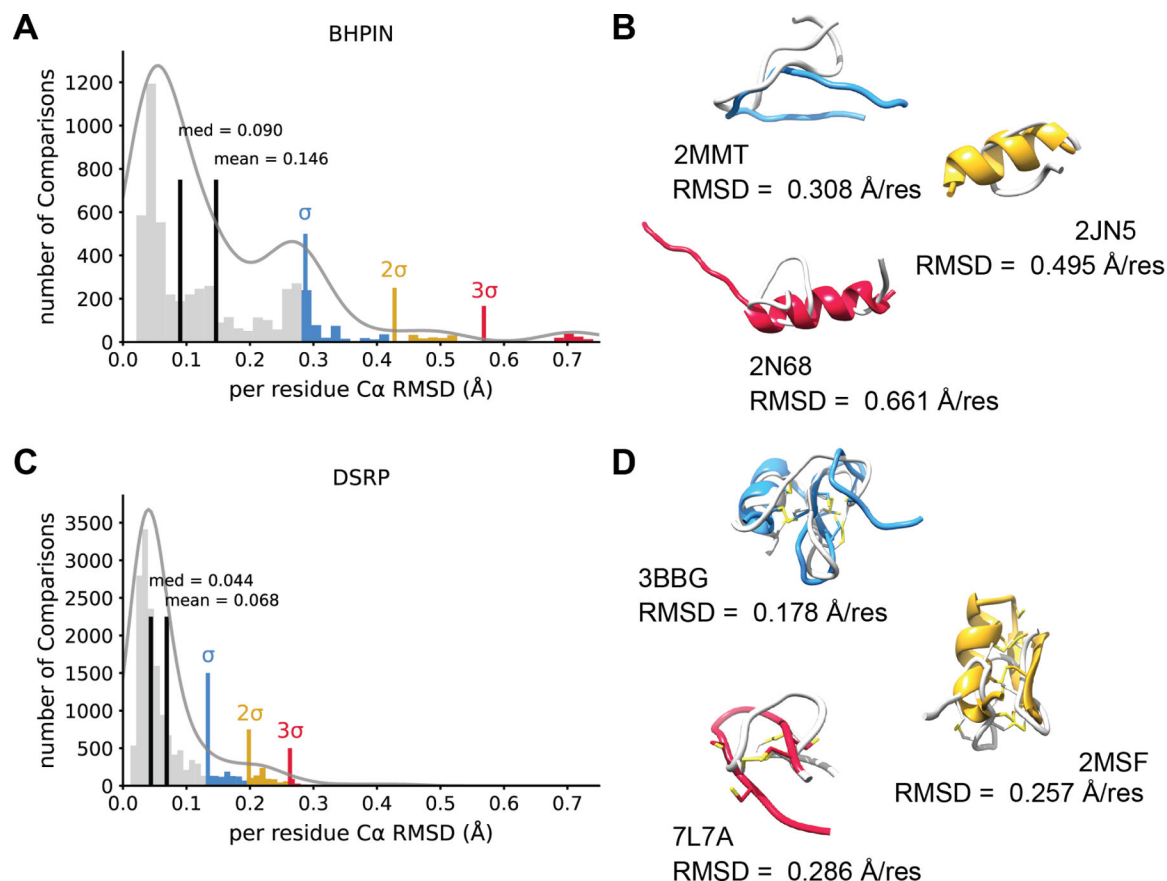 A
BHPIN
number of Comparisons
1200
1000
800
600
400
200
0
med = 0.090
mean = 0.146
σ
2σ
3σ
0.0 0.1 0.2 0.3 0.4 0.5 0.6 0.7
per residue Cα RMSD (Å)
B
2MMT
RMSD = 0.308 Å/res
2JN5
RMSD = 0.495 Å/res
2N68
RMSD = 0.661 Å/res
C
DSRP
number of Comparisons
3500
3000
2500
2000
1500
1000
500
0
med = 0.044
mean = 0.068
σ
2σ
3σ
0.0 0.1 0.2 0.3 0.4 0.5 0.6 0.7
per residue Cα RMSD (Å)
D
3BBG
RMSD = 0.178 Å/res
2MSF
RMSD = 0.257 Å/res
7L7A
RMSD = 0.286 Å/res